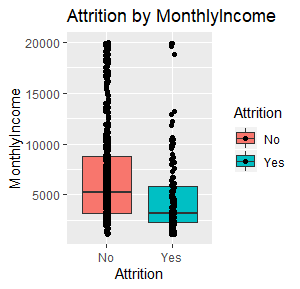 Attrition by MonthlyIncome
20000
15000
10000
5000
MonthlyIncome
No
Yes
Attrition
Attrition
No
Yes